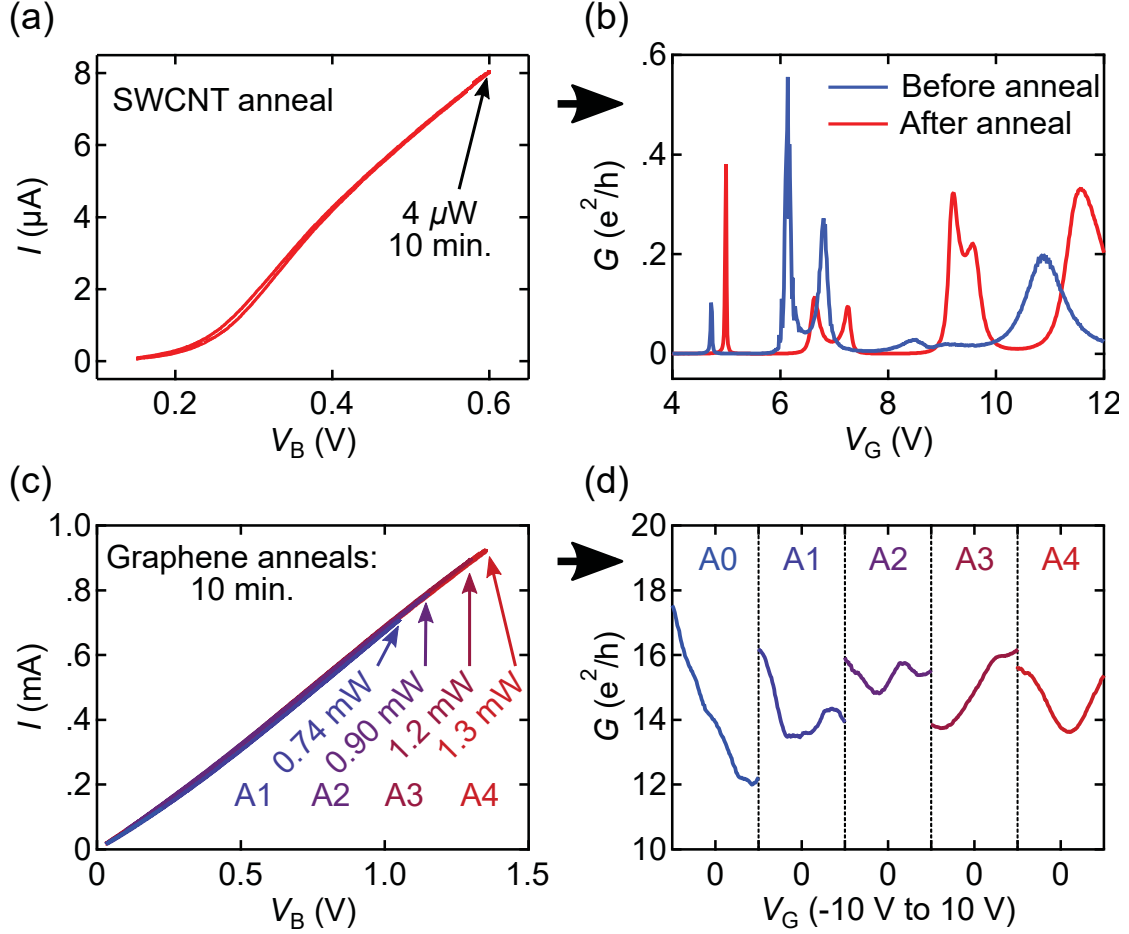 (a)
8
6
4
2
0
I (µA)
SWCNT anneal
4 µW
10 min.
0.2
0.4
0.6
V_B (V)
(b)
.6
.4
.2
0
G (e²/h)
Before anneal
After anneal
4
6
8
10
12
V_G (V)
(c)
1.0
.8
.6
.4
.2
0
I (mA)
Graphene anneals:
10 min.
0.74 mW
0.90 mW
1.2 mW
1.3 mW
A1
A2
A3
A4
0
0.5
1.0
1.5
V_B (V)
(d)
20
18
16
14
12
10
G (e²/h)
A0
A1
A2
A3
A4
0
0
0
0
0
V_G (-10 V to 10 V)